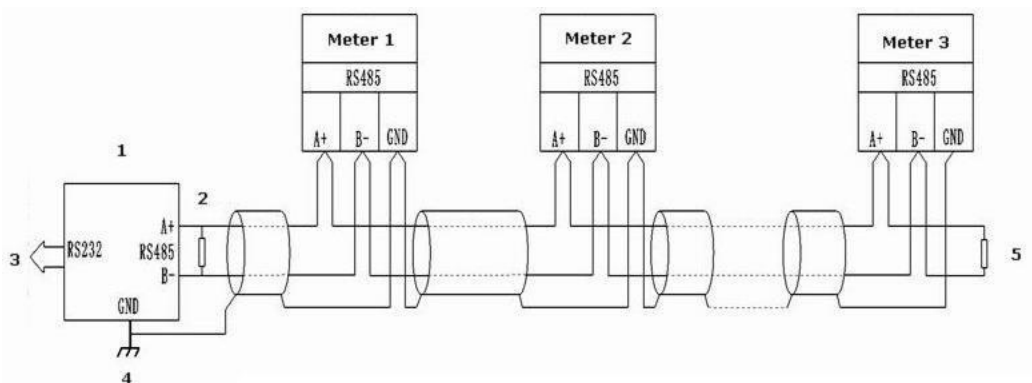 Meter 1
RS485
A+ B- GND
Meter 2
RS485
A+ B- GND
Meter 3
RS485
A+ B- GND
1
2
A+
3
RS232
RS485
B-
GND
4
5